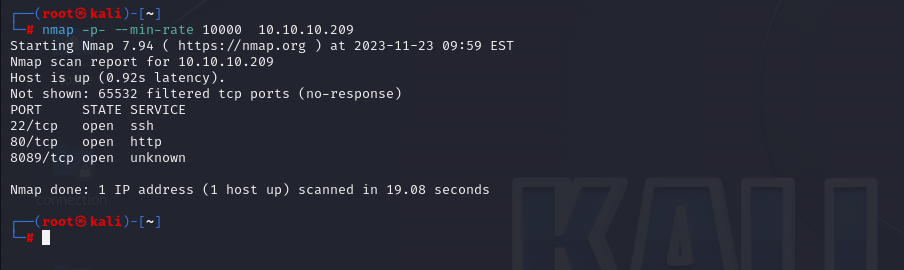 ┌──(root㉿kali)-[~]
└─# nmap -p- --min-rate 10000  10.10.10.209
Starting Nmap 7.94 ( https://nmap.org ) at 2023-11-23 09:59 EST
Nmap scan report for 10.10.10.209
Host is up (0.92s latency).
Not shown: 65532 filtered tcp ports (no-response)
PORT     STATE SERVICE
22/tcp   open  ssh
80/tcp   open  http
8089/tcp open  unknown
Nmap done: 1 IP address (1 host up) scanned in 19.08 seconds
connection
┌──(root㉿kali)-[~]
└─#
KALI